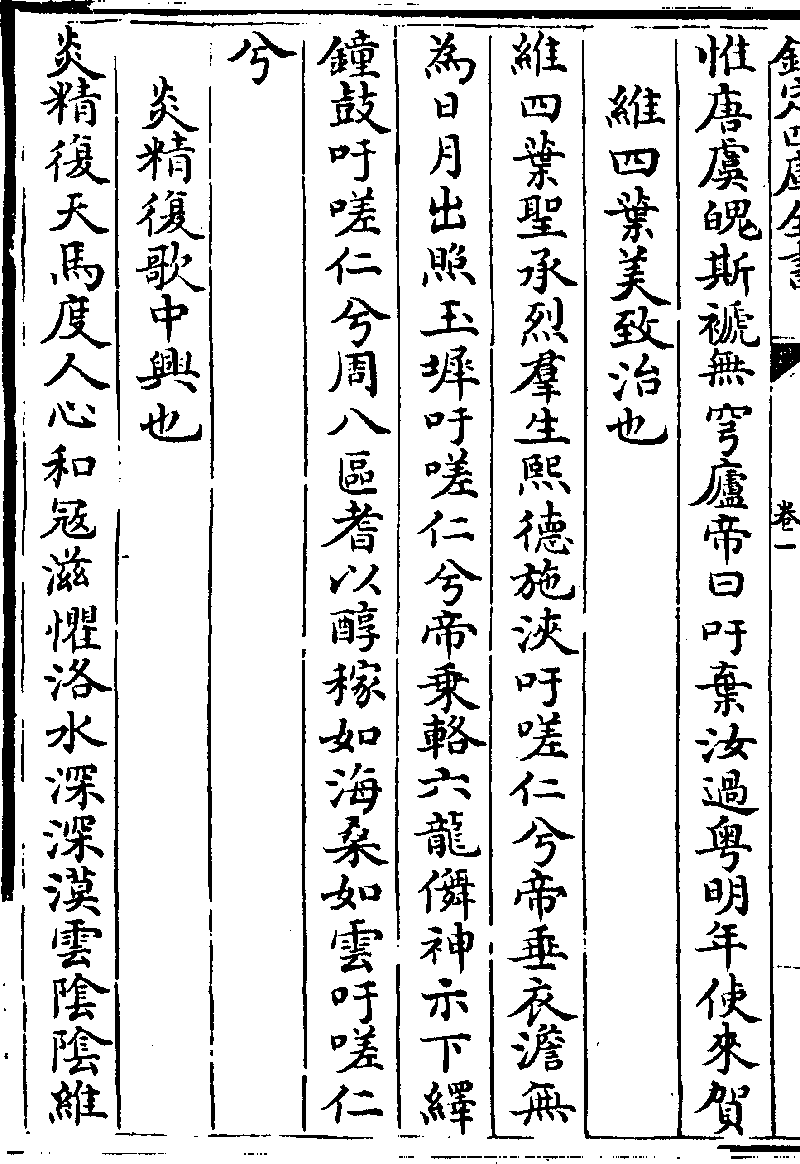 欽定四庫全書
卷一
惟唐虞魄斯褫無穹廬帝曰吁棄汝過粤明年使來賀
維四葉美致治也
維四葉聖承烈羣生熙德施浹吁嗟仁兮帝垂衣澹無
為日月出照玉墀吁嗟仁兮帝乗輅六龍儛神示下繹
鐘鼓吁嗟仁兮周八區耆以醇稼如海桑如雲吁嗟仁
兮
炎精復歌中興也
炎精復天馬度人心和冦滋懼洛水深深漠雲陰陰維